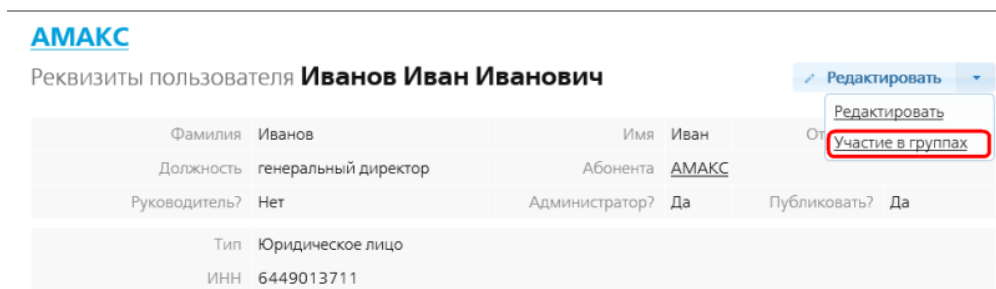 АМАКС
Реквизиты пользователя Иванов Иван Иванович
Редактировать
Редактировать
Участие в группах
Фамилия Иванов Имя Иван От
Должность генеральный директор Абонента АМАКС
Руководитель? Нет Администратор? Да Публиковать? Да
Тип Юридическое лицо
ИНН 6449013711